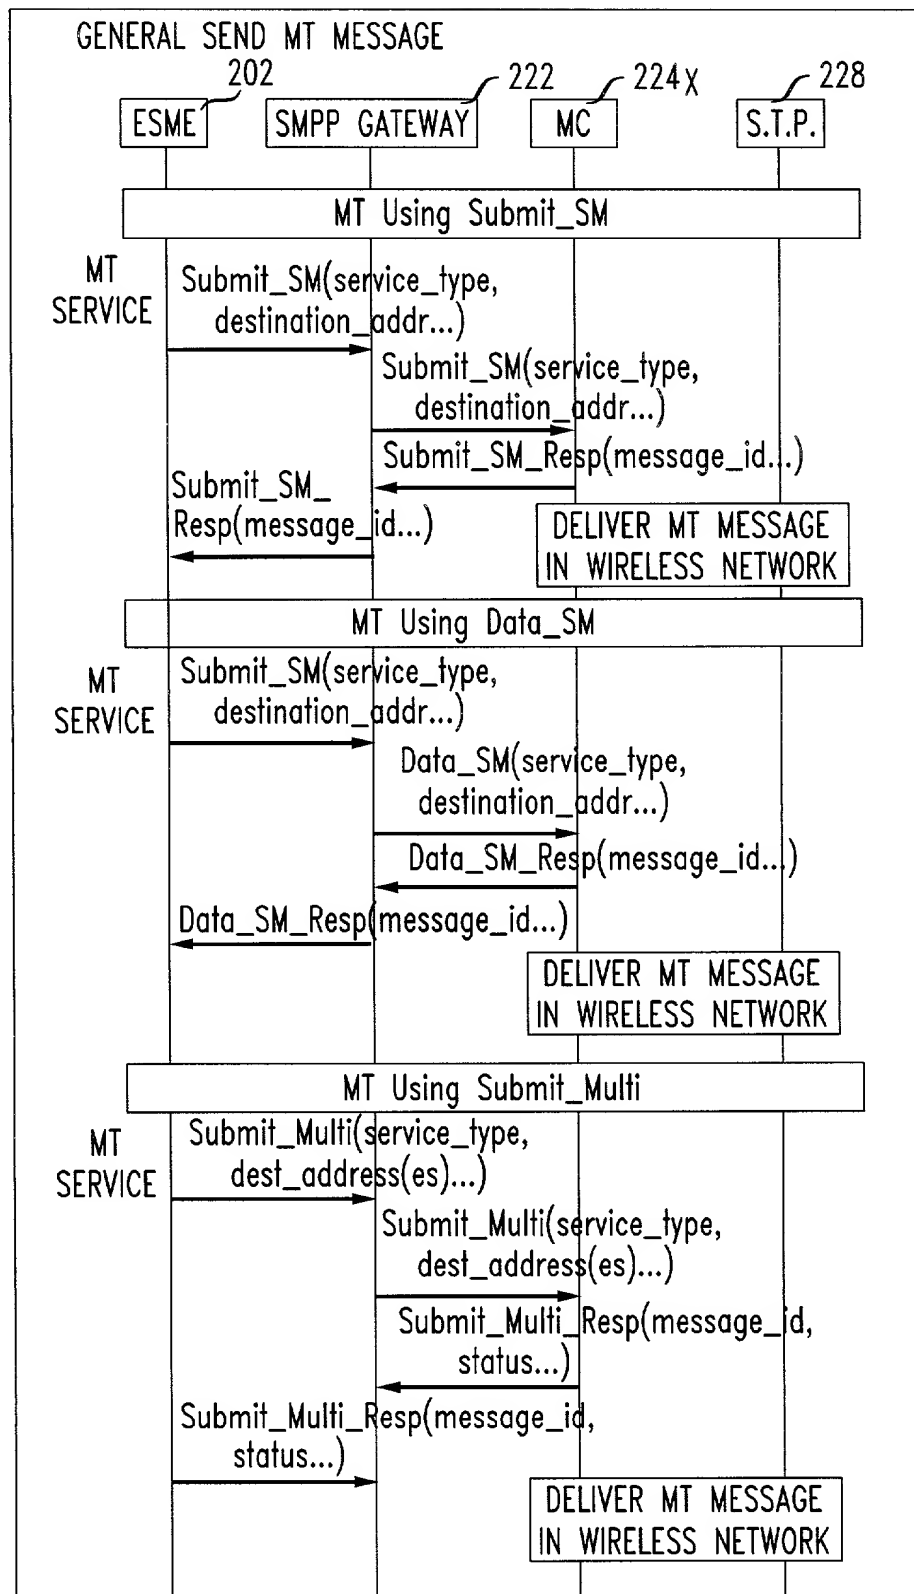 GENERAL SEND MT MESSAGE
202
222
224X
228
ESME
SMPP GATEWAY
MC
S.T.P.
MT Using Submit_SM
MT
SERVICE
Submit_SM(service_type,
destination_addr...)
Submit_SM(service_type,
destination_addr...)
Submit_SM_Resp(message_id...)
Submit_SM_
Resp(message_id...)
DELIVER MT MESSAGE
IN WIRELESS NETWORK
MT Using Data_SM
MT
SERVICE
Submit_SM(service_type,
destination_addr...)
Data_SM(service_type,
destination_addr...)
Data_SM_Resp(message_id...)
Data_SM_Resp(message_id...)
DELIVER MT MESSAGE
IN WIRELESS NETWORK
MT Using Submit_Multi
MT
SERVICE
Submit_Multi(service_type,
dest_address(es)...)
Submit_Multi(service_type,
dest_address(es)...)
Submit_Multi_Resp(message_id,
status...)
Submit_Multi_Resp(message_id,
status...)
DELIVER MT MESSAGE
IN WIRELESS NETWORK